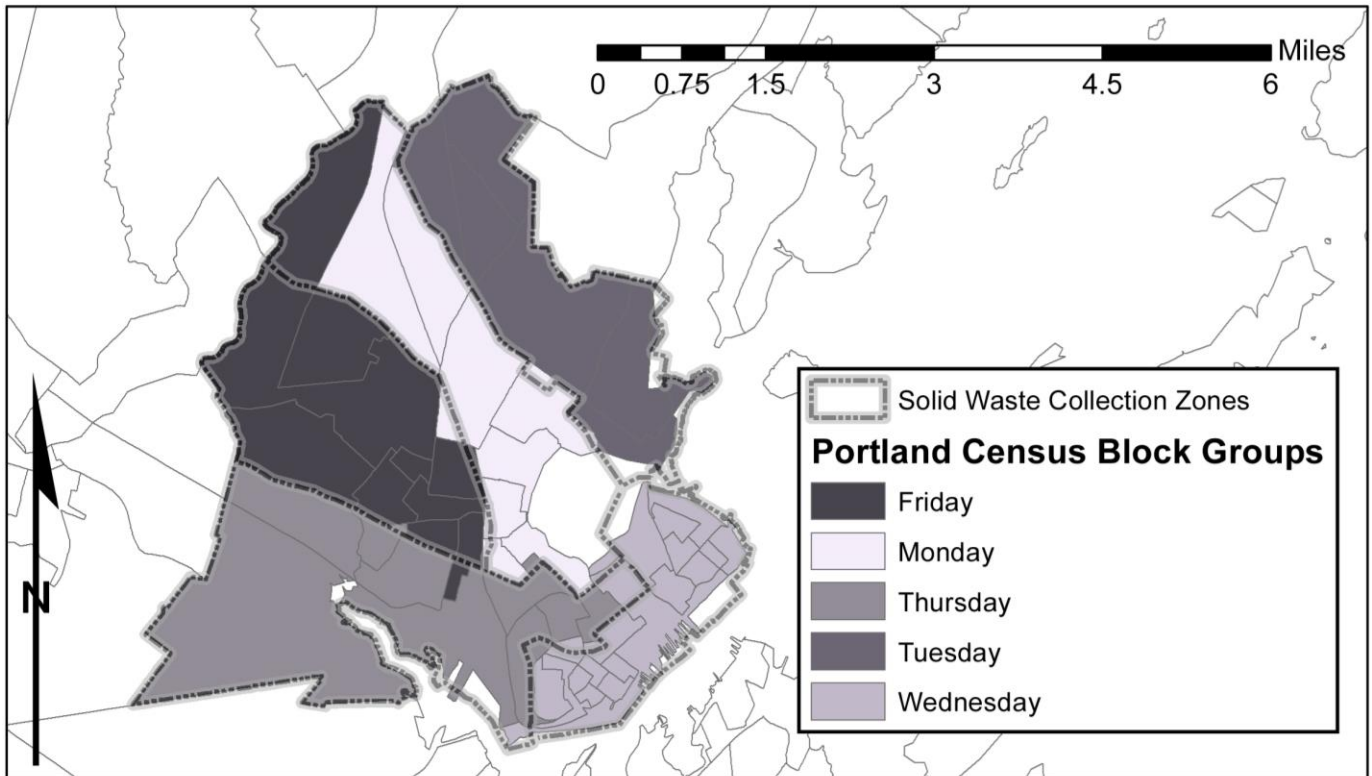 Miles
0 0.75 1.5 3 4.5 6
Solid Waste Collection Zones
Portland Census Block Groups
Friday
Monday
Thursday
Tuesday
Wednesday
N